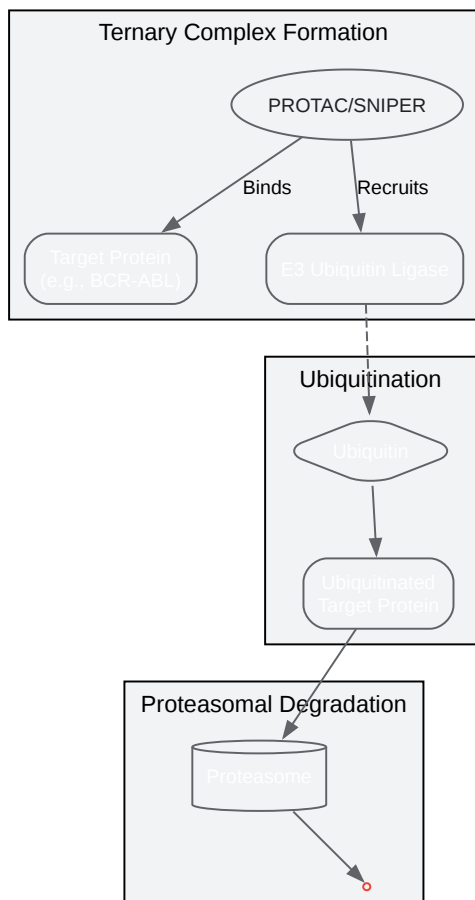 Ternary Complex Formation
PROTAC/SNIPER
Binds
Recruits
Target Protein
(e.g., BCR-ABL)
E3 Ubiquitin Ligase
Ubiquitination
Ubiquitin
Ubiquitinated
Target Protein
Proteasomal Degradation
Proteasome